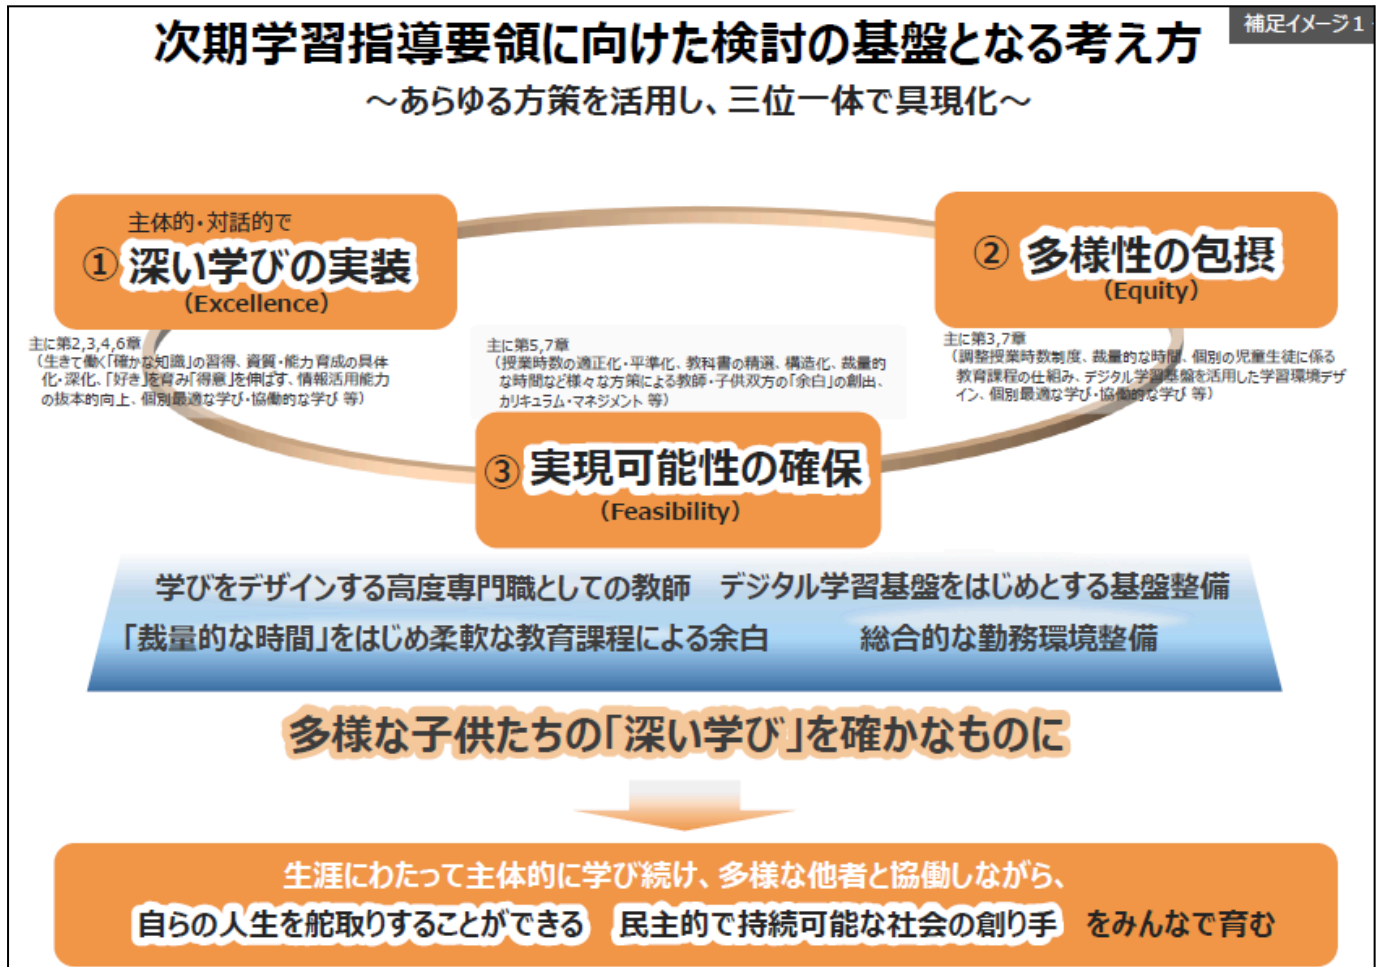 補足イメージ1
次期学習指導要領に向けた検討の基盤となる考え方
～あらゆる方策を活用し、三位一体で具現化～
主体的・対話的で
① 深い学びの実装
（Excellence）
② 多様性の包摂
（Equity）
主に第2,3,4,6章
（生きて働く「確かな知識」の習得、資質・能力育成の具体
化・深化、「好き」を育み「得意」を伸ばす、情報活用能力
の抜本的向上、個別最適な学び・協働的な学び 等）
主に第5,7章
（授業時数の適正化・平準化、教科書の精選、構造化、裁量的
な時間など様々な方策による教師・子供双方の「余白」の創出、
カリキュラム・マネジメント 等）
主に第3,7章
（調整授業時数制度、裁量的な時間、個別の児童生徒に係る
教育課程の仕組み、デジタル学習基盤を活用した学習環境デザ
イン、個別最適な学び・協働的な学び 等）
③ 実現可能性の確保
（Feasibility）
学びをデザインする高度専門職としての教師 デジタル学習基盤をはじめとする基盤整備
「裁量的な時間」をはじめ柔軟な教育課程による余白 総合的な勤務環境整備
多様な子供たちの「深い学び」を確かなものに
生涯にわたって主体的に学び続け、多様な他者と協働しながら、
自らの人生を舵取りすることができる 民主的で持続可能な社会の創り手 をみんなで育む